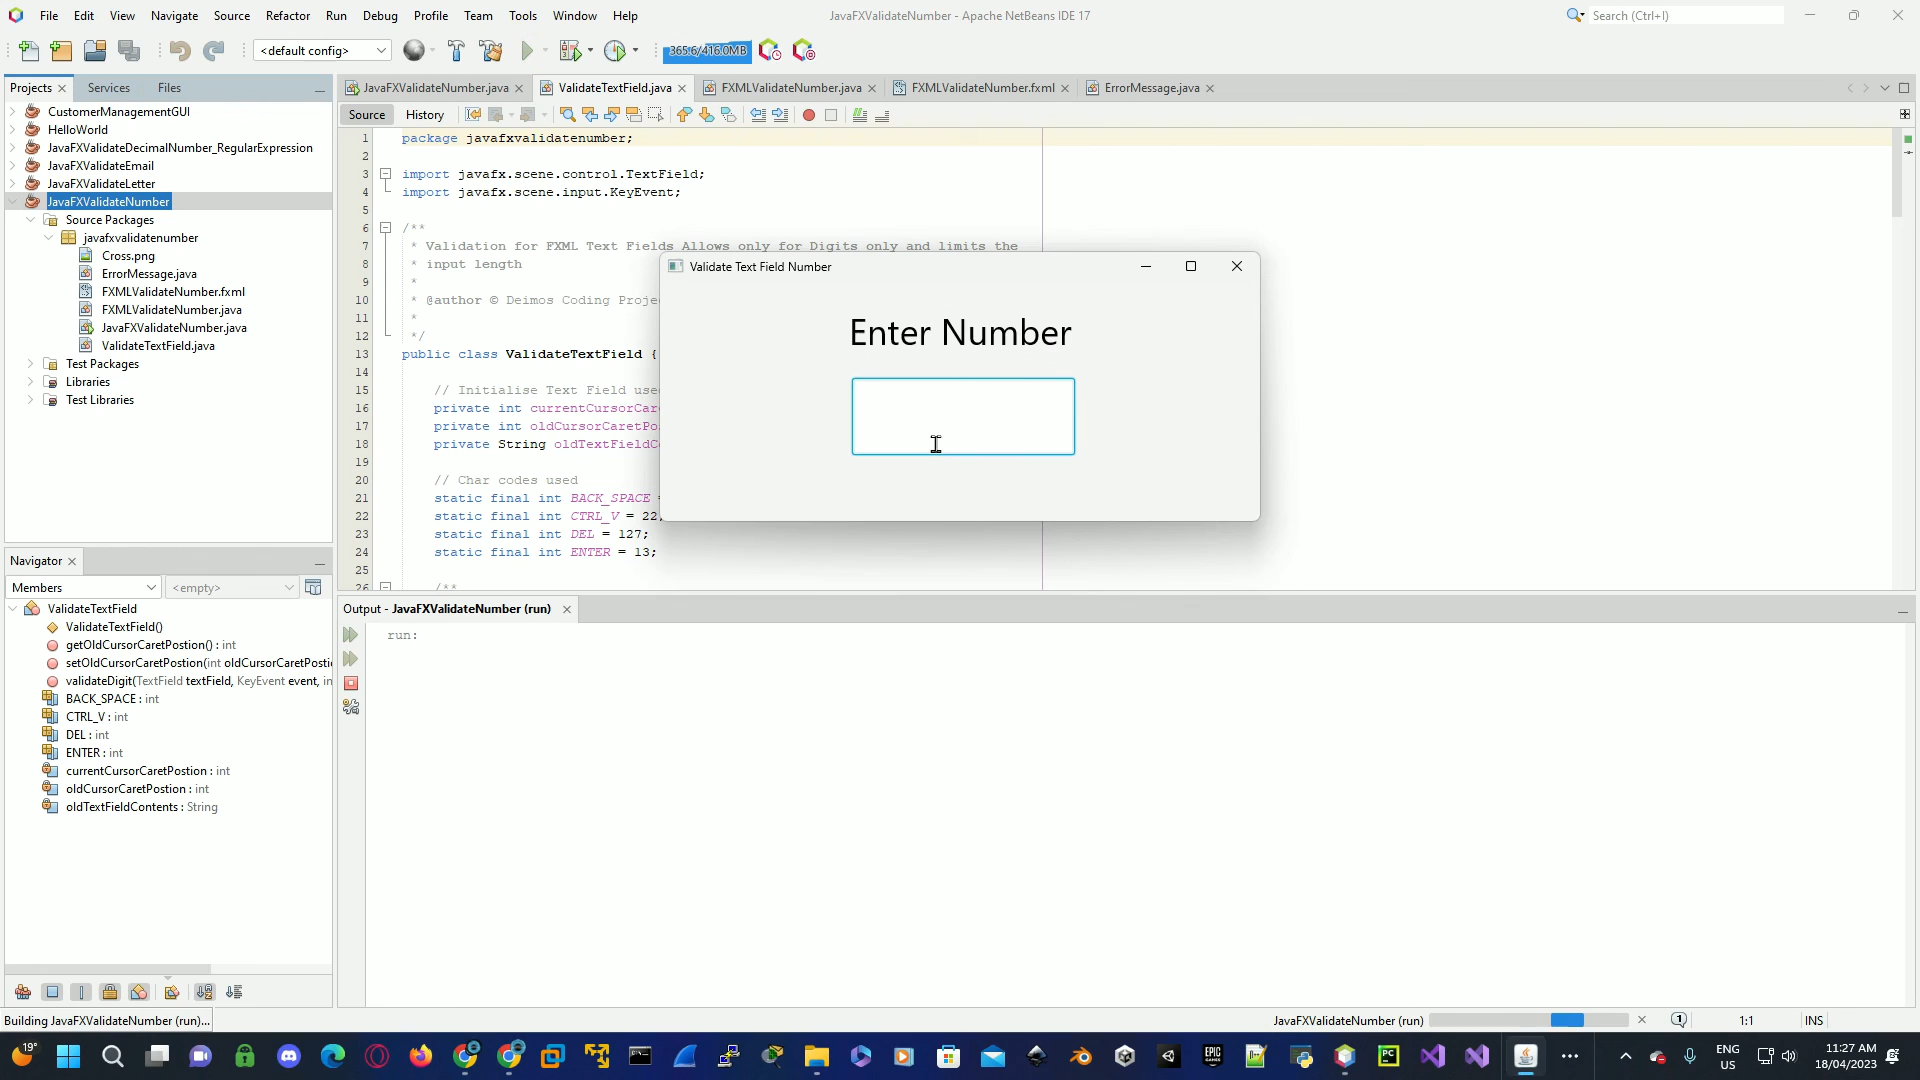 File Edit View Navigate Source Refactor Run Debug Profile Team Tools Window Help
JavaFXValidateNumber - Apache NetBeans IDE 17
Search (Ctrl+I)
<default config>
365.6/416.0MB
Projects Services Files
CustomerManagementGUI
HelloWorld
JavaFXValidateDecimalNumber_RegularExpression
JavaFXValidateEmail
JavaFXValidateLetter
JavaFXValidateNumber
Source Packages
javafxvalidatenumber
Cross.png
ErrorMessage.java
FXMLValidateNumber.fxml
FXMLValidateNumber.java
JavaFXValidateNumber.java
ValidateTextField.java
Test Packages
Libraries
Test Libraries
Navigator
Members
<empty>
ValidateTextField
ValidateTextField()
getOldCursorCaretPostion() : int
setOldCursorCaretPostion(int oldCursorCaretPosti
validateDigit(TextField textField, KeyEvent event, in
BACK_SPACE : int
CTRL_V : int
DEL : int
ENTER : int
currentCursorCaretPostion : int
oldCursorCaretPostion : int
oldTextFieldContents : String
JavaFXValidateNumber.java ValidateTextField.java FXMLValidateNumber.java FXMLValidateNumber.fxml ErrorMessage.java
Source History
1 package javafxvalidatenumber;
2
3 import javafx.scene.control.TextField;
4 import javafx.scene.input.KeyEvent;
5
6 /**
7 * Validation for FXML Text Fields Allows only for Digits only and limits the
8 * input length
9 *
10 * @author © Deimos Coding Proje
11 *
12 */
13 public class ValidateTextField {
14
15 // Initialise Text Field use
16 private int currentCursorCar
17 private int oldCursorCaretPo
18 private String oldTextFieldC
19
20 // Char codes used
21 static final int BACK_SPACE =
22 static final int CTRL_V = 22
23 static final int DEL = 127;
24 static final int ENTER = 13;
25
26 /**
Validate Text Field Number
Enter Number
Output - JavaFXValidateNumber (run)
run:
Building JavaFXValidateNumber (run)...
JavaFXValidateNumber (run)
1
1:1
INS
19°
ENG
US
11:27 AM
18/04/2023